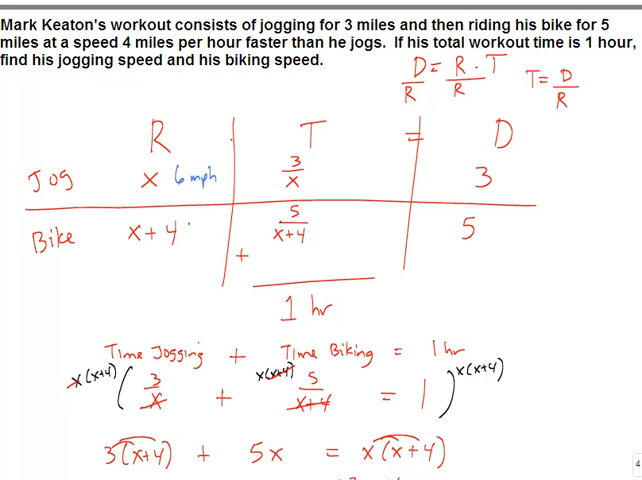 Mark Keaton's workout consists of jogging for 3 miles and then riding his bike for 5
miles at a speed 4 miles per hour faster than he jogs. If his total workout time is 1 hour,
find his jogging speed and his biking speed.
D/R = R · T/R T = D/R
R · T = D
Jog x 6 mph 3/x 3
Bike x + 4 5/(x+4) 5
+
1 hr
Time Jogging + Time Biking = 1 hr
x(x+4) ( 3/x + x(x+4) 5/(x+4) = 1 ) x(x+4)
3(x+4) + 5x = x(x+4)
4